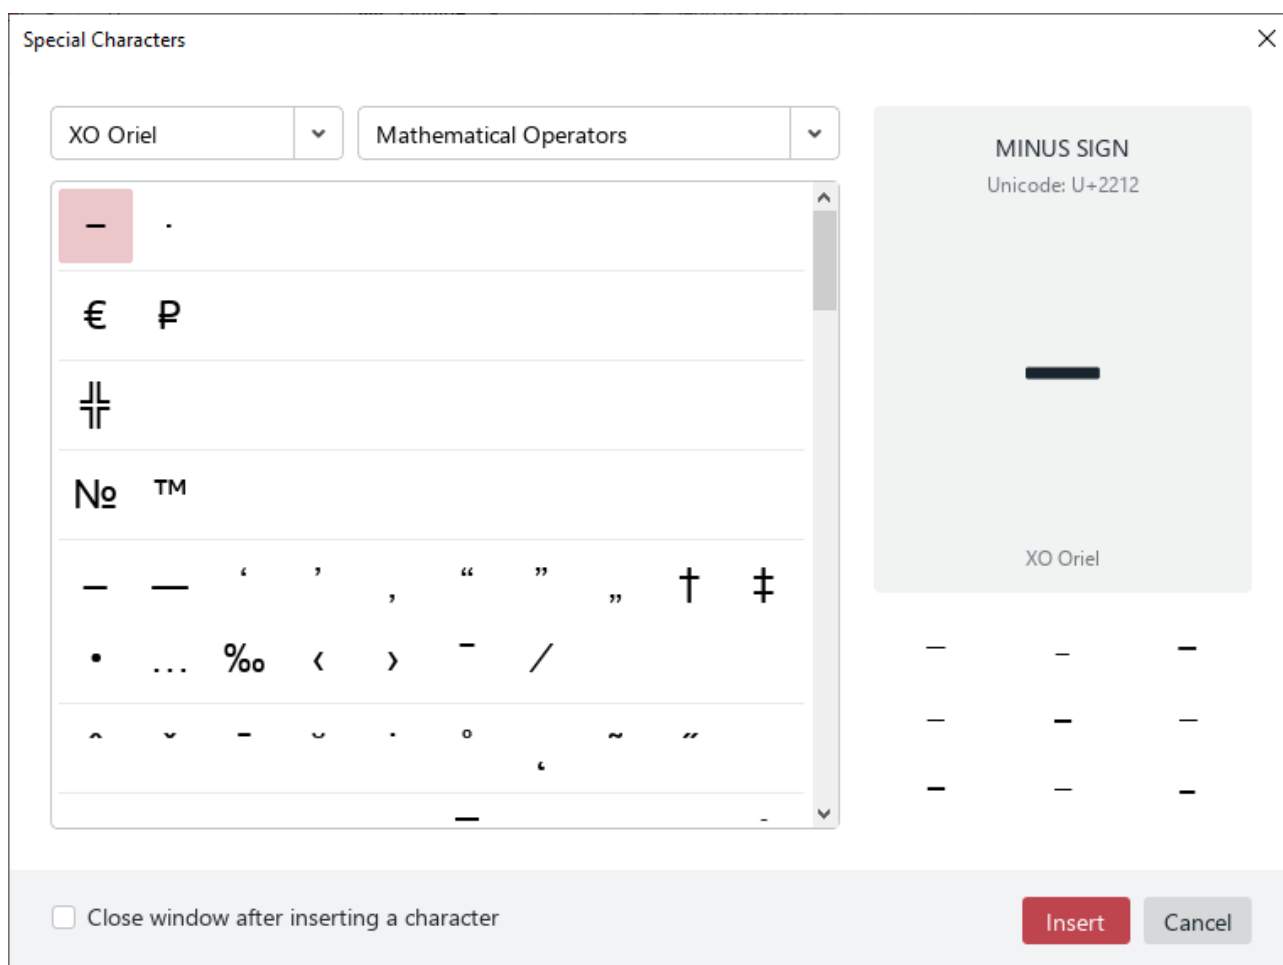 Special Characters
XO Oriel
Mathematical Operators
MINUS SIGN
Unicode: U+2212
− ∙
€ ₽
╬
№ ™
– — ‘ ’ ‚ “ ” „ † ‡
• … ‰ ‹ › ‾ ⁄
XO Oriel
Close window after inserting a character
Insert
Cancel